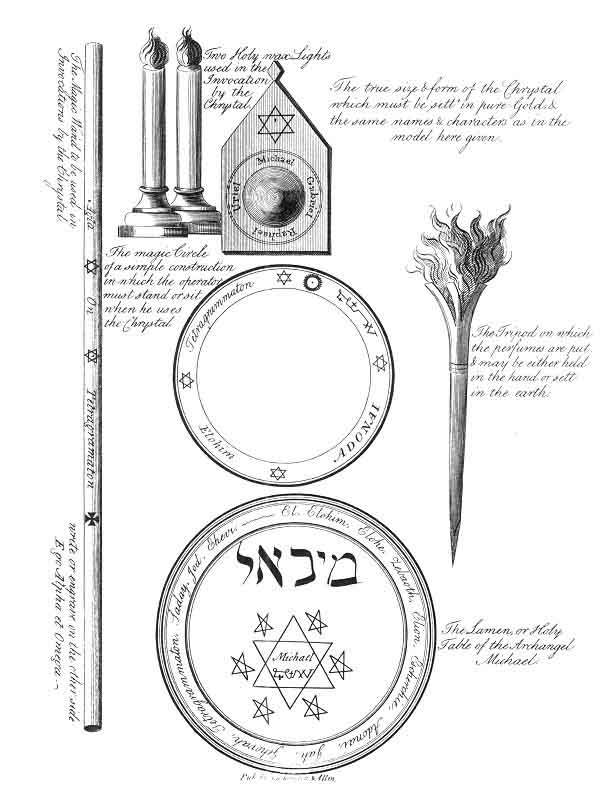 Two Holy wax Lights
used in the
Invocation
by the
Chrystal.
The true size & form of the Chrystal
which must be sett in pure Gold, &
the same names & characters as in the
model here given.
Michael
Gabriel
Raphael
Uriel
The Magic Wand to be used in
Invocations by the Chrystal.
Agla
On
Tetragramaton
write or engrave on the other side
Ego Alpha et Omega ~
The magic Circle
of a simple construction
in which the operator
must stand or sit
when he uses
the Chrystal
Tetragrammaton
ADONAI
Elohim
The Tripod on which
the perfumes are put
& may be either held
in the hand or sett
in the earth.
El, Elohim, Elohe, Zebaoth, Elion, Escerchie, Adonai, Jah, Jehovah, Tetragrammaton, Saday, Jod, Ehevi.
מיכאל
Michael
The Lamen, or Holy
Table of the Archangel
Michael
Pub. by Lackington & Allen.